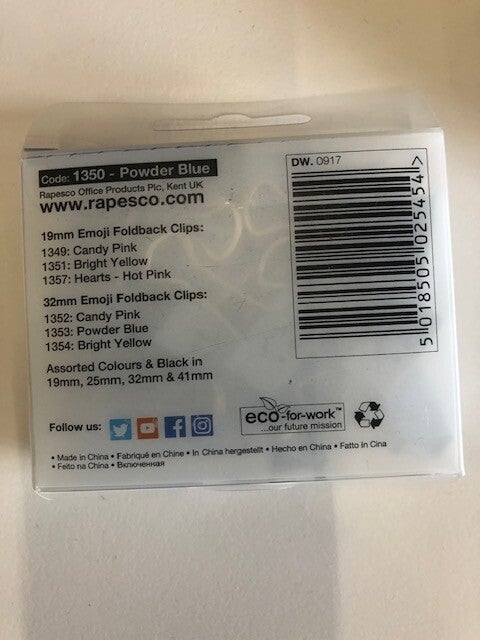 Code: 1350 - Powder Blue
Rapesco Office Products Plc, Kent UK
www.rapesco.com
19mm Emoji Foldback Clips:
1349: Candy Pink
1351: Bright Yellow
1357: Hearts - Hot Pink
32mm Emoji Foldback Clips:
1352: Candy Pink
1353: Powder Blue
1354: Bright Yellow
Assorted Colours & Black in
19mm, 25mm, 32mm & 41mm
DW. 0917
5 018505 025454 >
Follow us:
eco-for-work™
...our future mission
• Made in China • Fabriqué en Chine • In China hergestellt • Hecho en China • Fatto in Cina
• Feito na China • Включенная